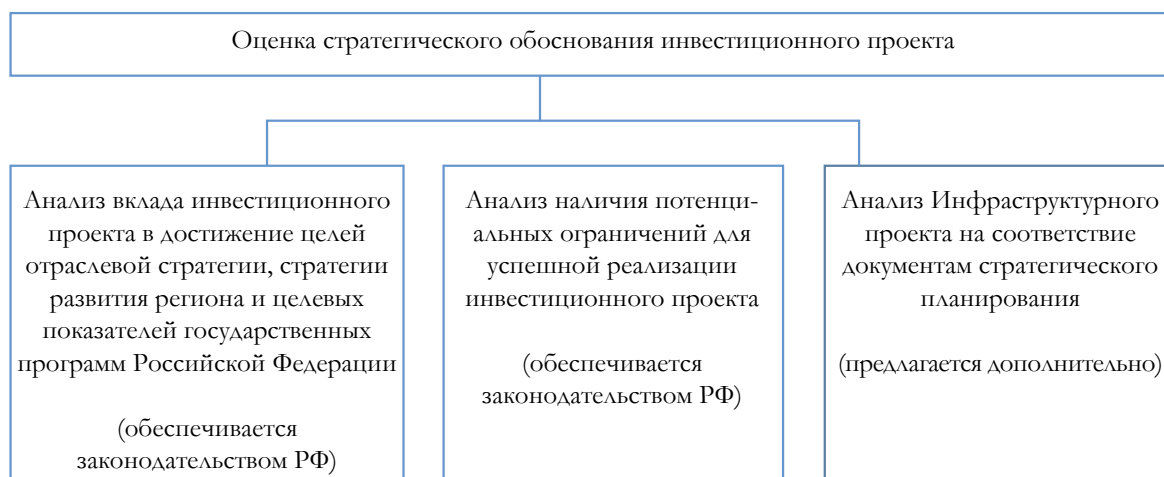 Оценка стратегического обоснования инвестиционного проекта
Анализ вклада инвестиционного
проекта в достижение целей
отраслевой стратегии, стратегии
развития региона и целевых
показателей государственных
программ Российской Федерации
(обеспечивается
законодательством РФ)
Анализ наличия потенци-
альных ограничений для
успешной реализации
инвестиционного проекта
(обеспечивается
законодательством РФ)
Анализ Инфраструктурного
проекта на соответствие
документам стратегического
планирования
(предлагается дополнительно)